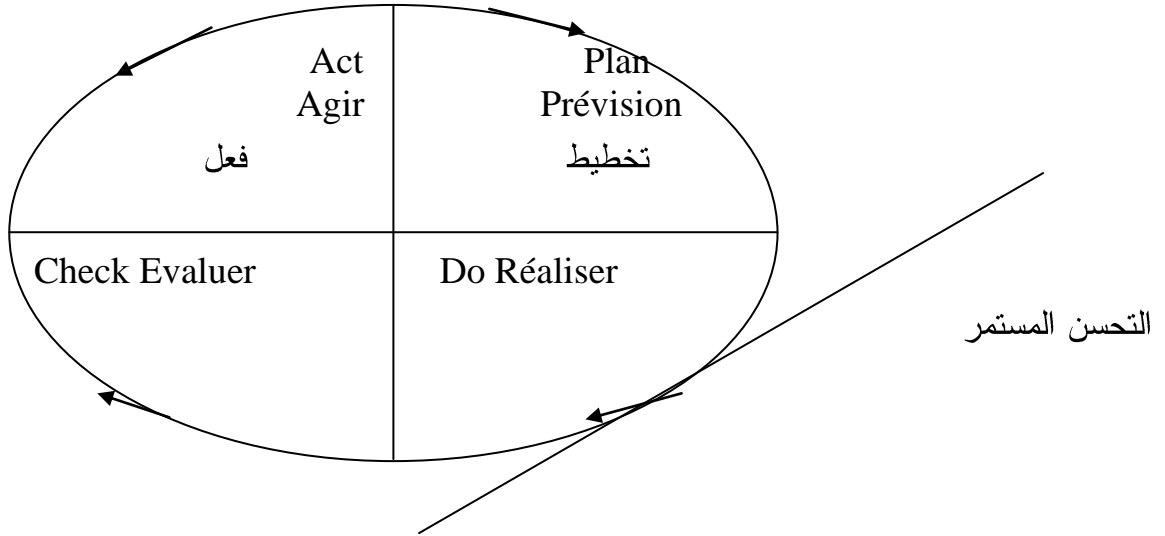 Act
Agir
فعل
Plan
Prévision
تخطيط
Check Evaluer
Do Réaliser
التحسن المستمر